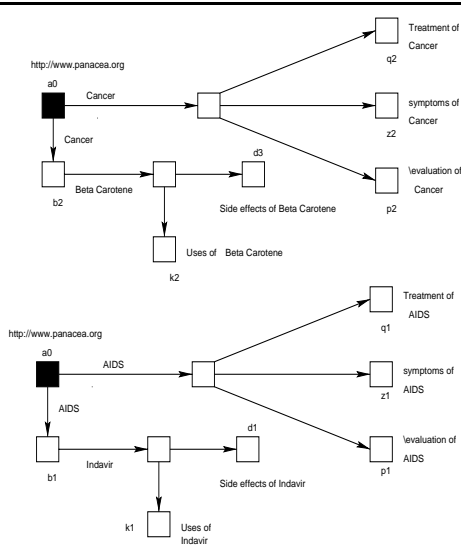 Treatment of
Cancer
q2
http://www.panacea.org
a0
Cancer
symptoms of
Cancer
z2
Cancer
d3
\evaluation of
Cancer
p2
b2
Beta Carotene
Side effects of Beta Carotene
Uses of Beta Carotene
k2
Treatment of
AIDS
q1
http://www.panacea.org
a0
AIDS
symptoms of
AIDS
z1
AIDS
d1
\evaluation of
AIDS
p1
b1
Indavir
Side effects of Indavir
k1
Uses of
Indavir